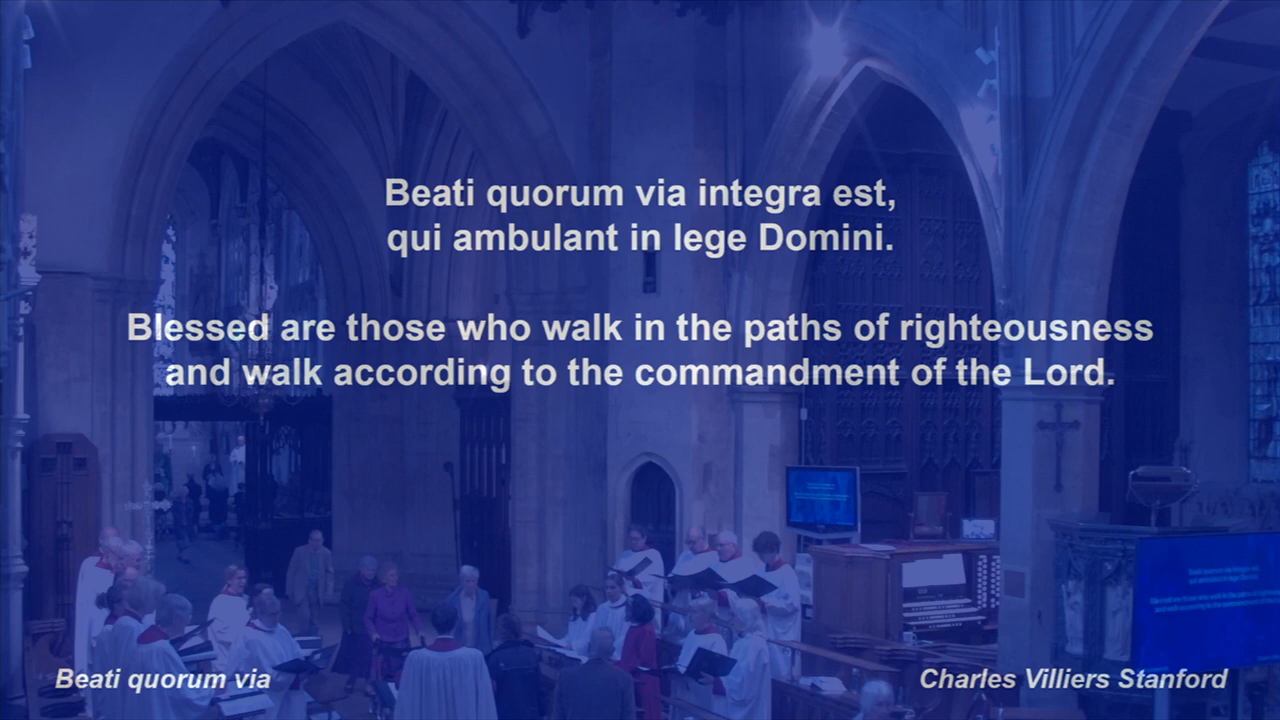 Beati quorum via integra est,
qui ambulant in lege Domini.
Blessed are those who walk in the paths of righteousness
and walk according to the commandment of the Lord.
Beati quorum via
Charles Villiers Stanford